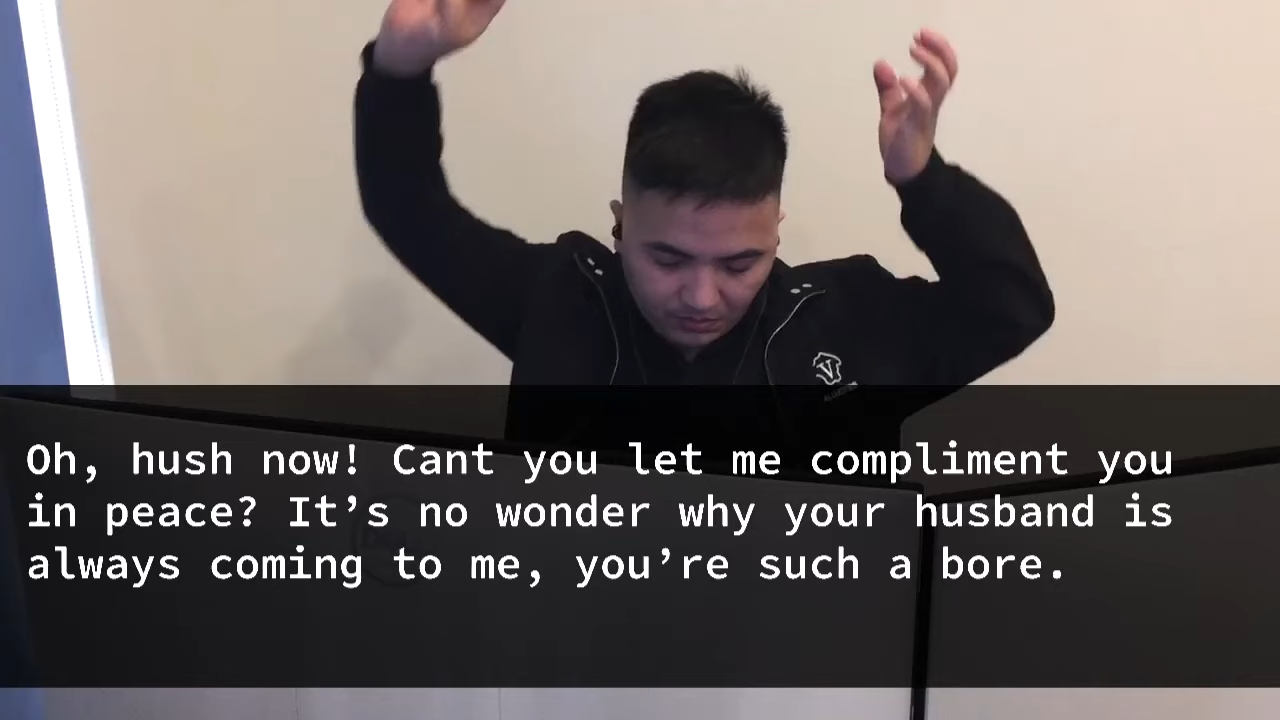 Oh, hush now! Cant you let me compliment you
in peace? It’s no wonder why your husband is
always coming to me, you’re such a bore.